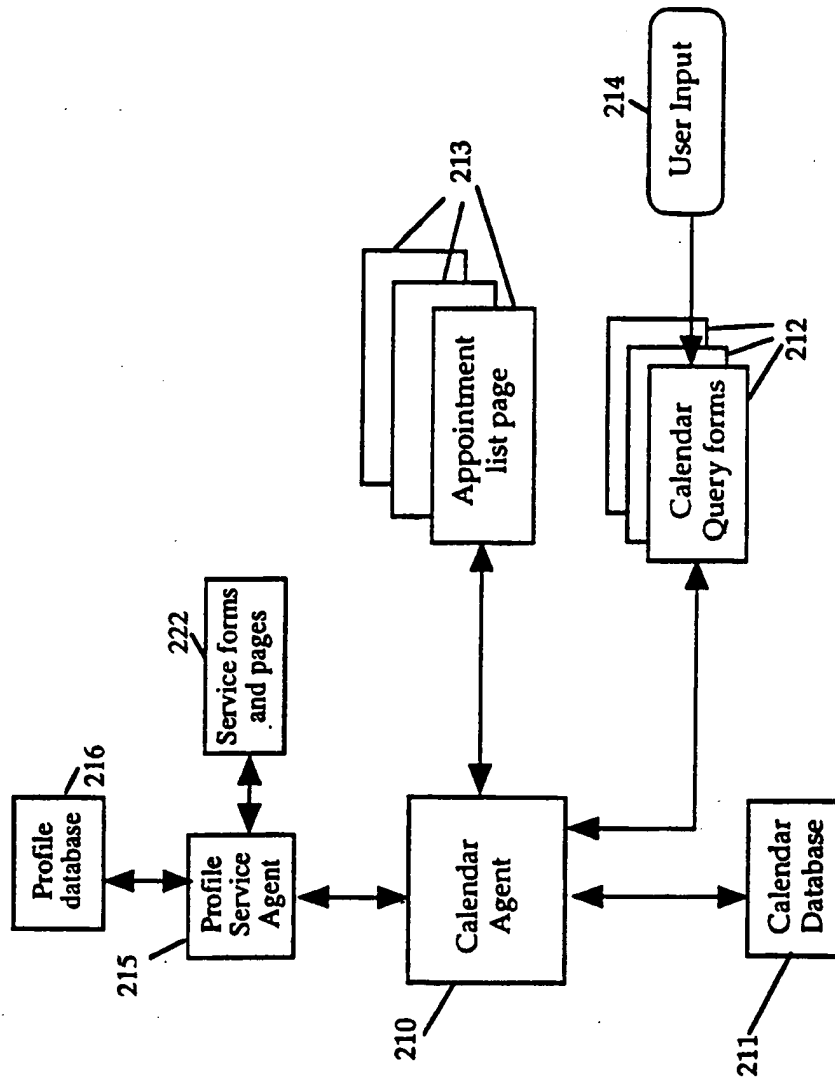 216
Profile
database
222
Service forms
and pages
215
Profile
Service
Agent
213
Appointment
list page
210
Calendar
Agent
214
User Input
212
Calendar
Query forms
211
Calendar
Database